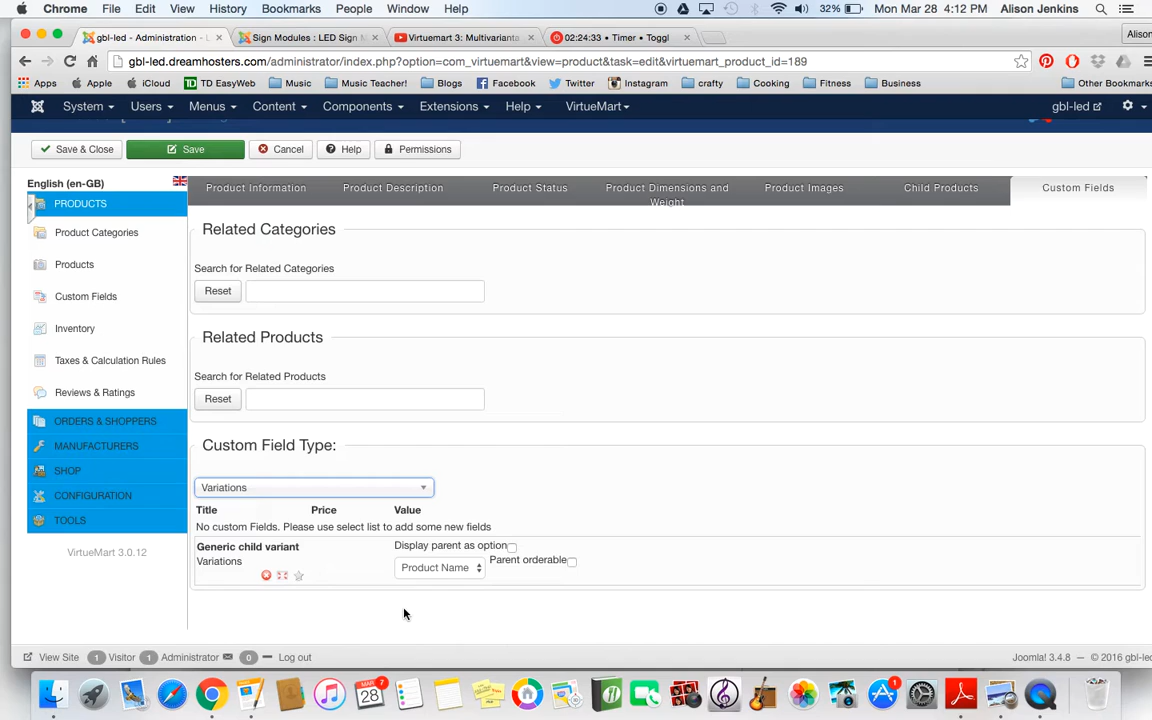 Chrome File Edit View History Bookmarks People Window Help 32% Mon Mar 28 4:12 PM Alison Jenkins
gbl-led - Administration - Sign Modules : LED Sign M Virtuemart 3: Multivarianta 02:24:33 • Timer • Toggl Alison
gbl-led.dreamhosters.com/administrator/index.php?option=com_virtuemart&view=product&task=edit&virtuemart_product_id=189
Apps Apple iCloud TD EasyWeb Music Music Teacher! Blogs Facebook Twitter Instagram crafty Cooking Fitness Business Other Bookmarks
System Users Menus Content Components Extensions Help VirtueMart gbl-led
Save & Close Save Cancel Help Permissions
English (en-GB)
PRODUCTS
Product Categories
Products
Custom Fields
Inventory
Taxes & Calculation Rules
Reviews & Ratings
ORDERS & SHOPPERS
MANUFACTURERS
SHOP
CONFIGURATION
TOOLS
VirtueMart 3.0.12
Product Information Product Description Product Status Product Dimensions and Weight Product Images Child Products Custom Fields
Related Categories
Search for Related Categories
Reset
Related Products
Search for Related Products
Reset
Custom Field Type:
Variations
Title Price Value
No custom Fields. Please use select list to add some new fields
Generic child variant Display parent as option
Variations Product Name Parent orderable
View Site 1 Visitor 1 Administrator 0 Log out Joomla! 3.4.8 — © 2016 gbl-led
MAR 7
28
1